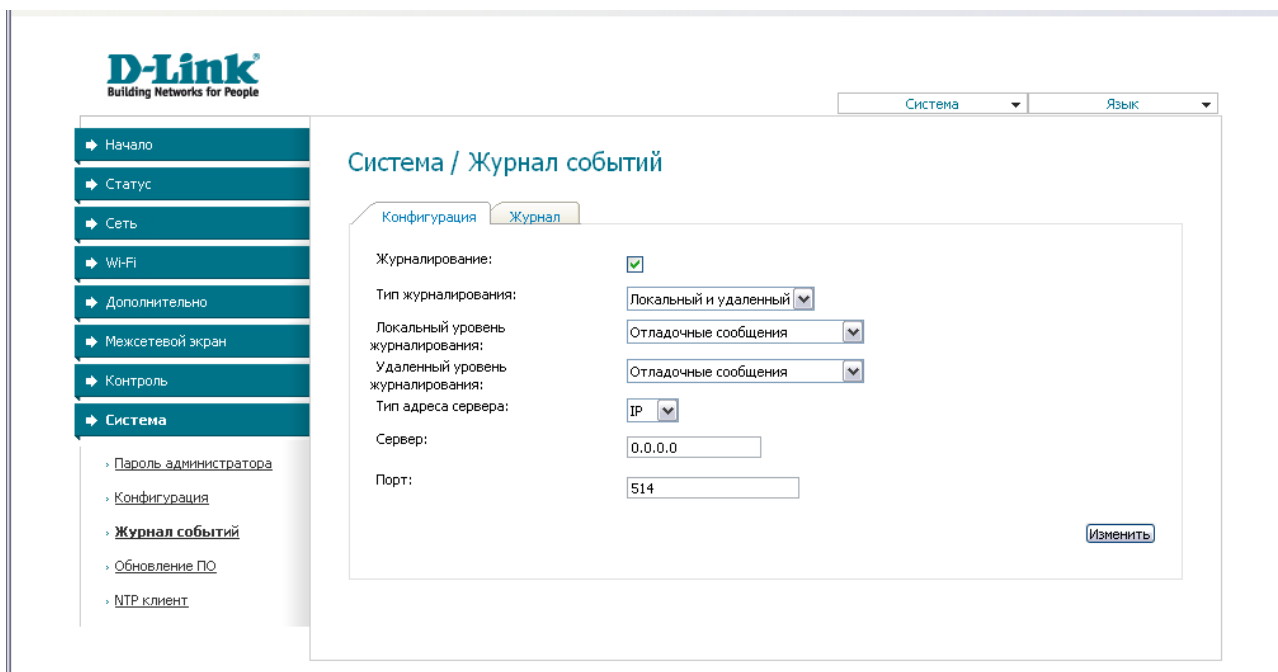 D-Link
Building Networks for People
Система
Язык
Начало
Статус
Сеть
Wi-Fi
Дополнительно
Межсетевой экран
Контроль
Система
Пароль администратора
Конфигурация
Журнал событий
Обновление ПО
NTP клиент
Система / Журнал событий
Конфигурация
Журнал
Журналирование:
Тип журналирования:
Локальный и удаленный
Локальный уровень
журналирования:
Отладочные сообщения
Удаленный уровень
журналирования:
Отладочные сообщения
Тип адреса сервера:
IP
Сервер:
0.0.0.0
Порт:
514
Изменить